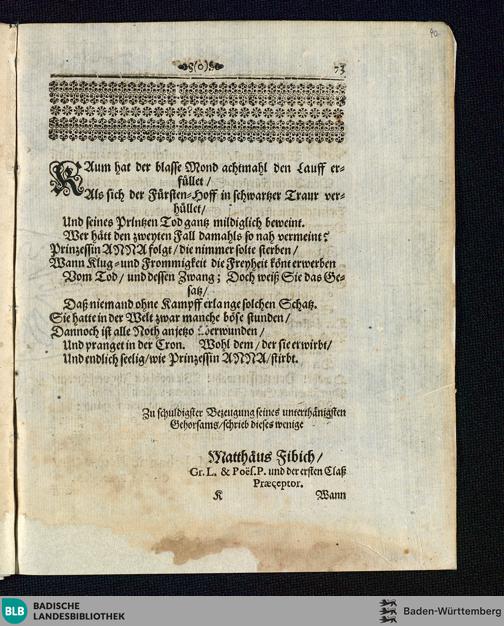 90
)o( 73
KAum hat der blasse Mond achtmahl den Lauff er-
füllet/
Als sich der Fürsten-Hoff in schwartzer Traur ver-
hüllet/
Und seines Printzen Tod gantz mildiglich beweint.
Wer hätt den zweyten Fall damahls so nah vermeint?
Prinzessin ANNA folgt/ die nimmer solte sterben/
Wann Klug- und Frommigkeit die Freyheit könt erwerben
Vom Tod/ und dessen Zwang; Doch weiß Sie das Ge-
satz/
Daß niemand ohne Kampff erlange solchen Schatz.
Sie hatte in der Welt zwar manche böse stunden/
Dannoch ist alle Noth anjetzo überwunden/
Und pranget in der Cron. Wohl dem/ der sie erwirbt/
Und endlich seelig/ wie Prinzessin ANNA/ stirbt.
Zu schuldigster Bezeugung seines unterthänigsten
Gehorsams/ schrieb dieses wenige
Matthäus Fibich/
Gr. L. & Poës. P. und der ersten Claß
Præceptor.
K Wann
BLB BADISCHE
LANDESBIBLIOTHEK
Baden-Württemberg